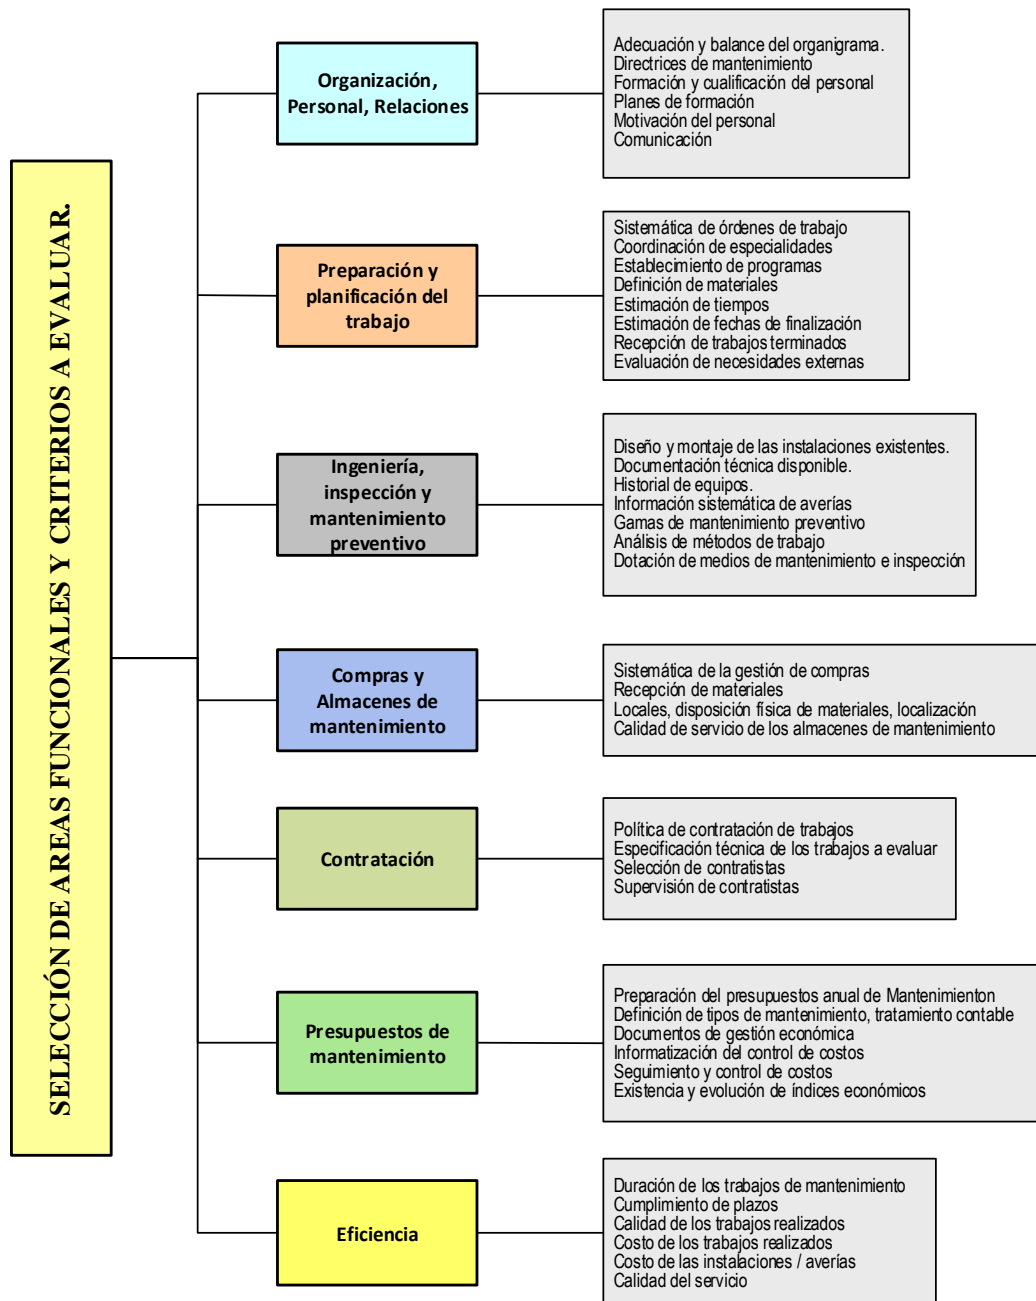 SELECCIÓN DE AREAS FUNCIONALES Y CRITERIOS A EVALUAR.
Organización,
Personal, Relaciones
Adecuación y balance del organigrama.
Directrices de mantenimiento
Formación y cualificación del personal
Planes de formación
Motivación del personal
Comunicación
Preparación y
planificación del
trabajo
Sistemática de órdenes de trabajo
Coordinación de especialidades
Establecimiento de programas
Definición de materiales
Estimación de tiempos
Estimación de fechas de finalización
Recepción de trabajos terminados
Evaluación de necesidades externas
Ingeniería,
inspección y
mantenimiento
preventivo
Diseño y montaje de las instalaciones existentes.
Documentación técnica disponible.
Historial de equipos.
Información sistemática de averías
Gamas de mantenimiento preventivo
Análisis de métodos de trabajo
Dotación de medios de mantenimiento e inspección
Compras y
Almacenes de
mantenimiento
Sistemática de la gestión de compras
Recepción de materiales
Locales, disposición física de materiales, localización
Calidad de servicio de los almacenes de mantenimiento
Contratación
Política de contratación de trabajos
Especificación técnica de los trabajos a evaluar
Selección de contratistas
Supervisión de contratistas
Presupuestos de
mantenimiento
Preparación del presupuestos anual de Mantenimienton
Definición de tipos de mantenimiento, tratamiento contable
Documentos de gestión económica
Informatización del control de costos
Seguimiento y control de costos
Existencia y evolución de índices económicos
Eficiencia
Duración de los trabajos de mantenimiento
Cumplimiento de plazos
Calidad de los trabajos realizados
Costo de los trabajos realizados
Costo de las instalaciones / averías
Calidad del servicio